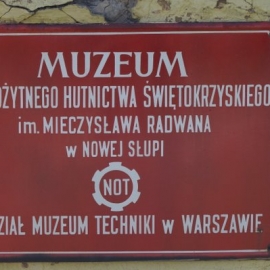 MUZEUM
OŻYTNEGO HUTNICTWA ŚWIĘTOKRZYSKIEGO
im. MIECZYSŁAWA RADWANA
w NOWEJ SŁUPI
NOT
ZIAŁ MUZEUM TECHNIKI w WARSZAWIE